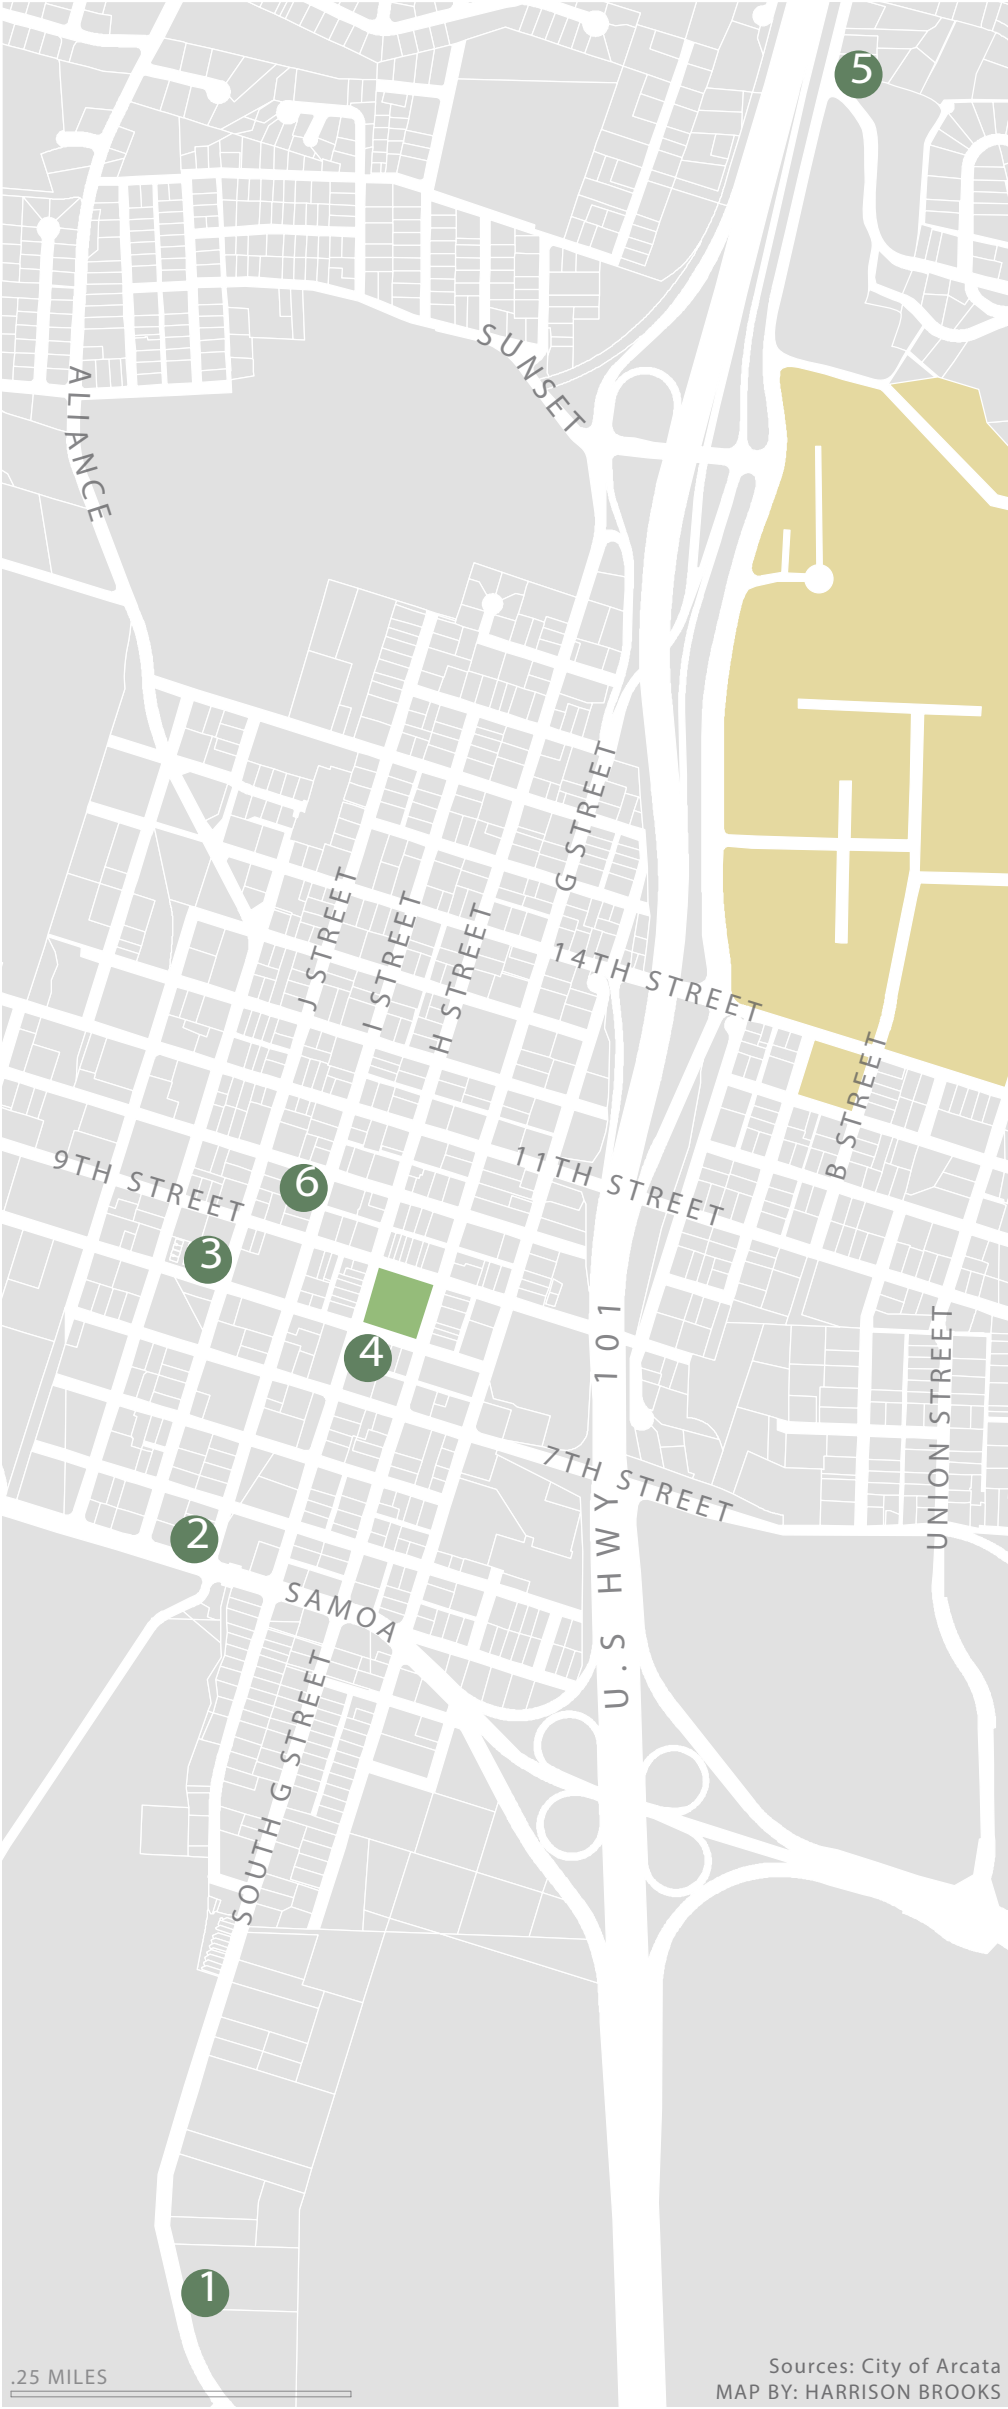 5
SUNSET
ALIANCE
G STREET
J STREET
I STREET
H STREET
14TH STREET
B STREET
9TH STREET
11TH STREET
6
3
4
UNION STREET
U.S HWY 101
7TH STREET
2
SAMOA
SOUTH G STREET
1
.25 MILES
Sources: City of Arcata
MAP BY: HARRISON BROOKS